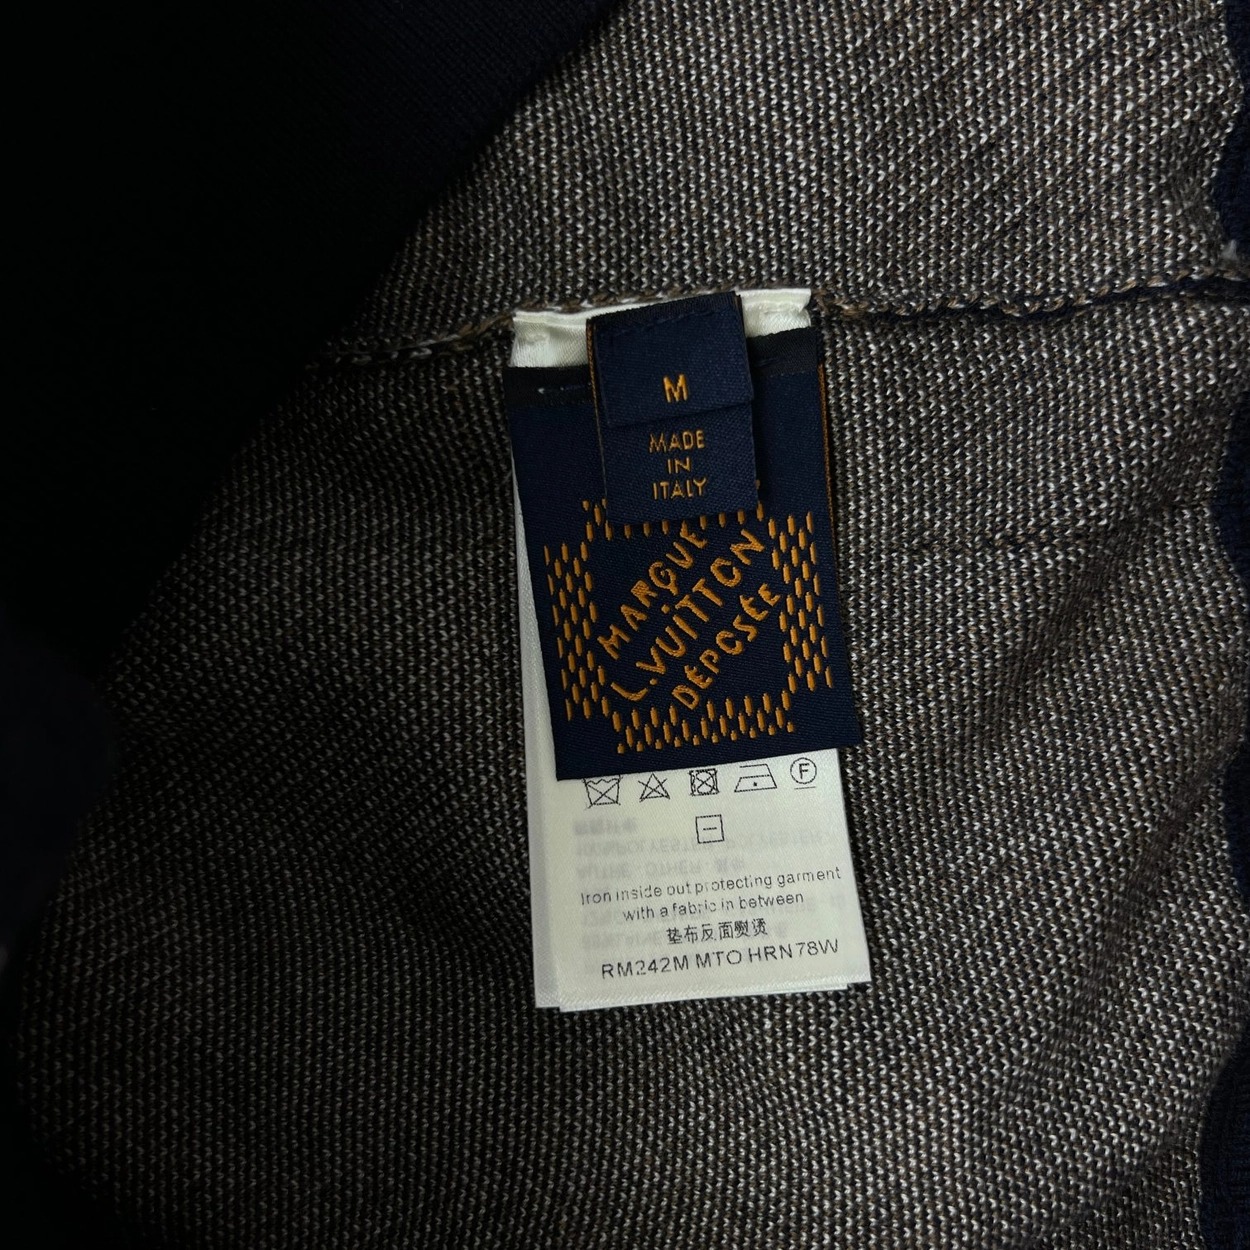 M
MADE
IN
ITALY
MARQUE
L.VUITTON
DÉPOSÉE
F
Iron inside out protecting garment
with a fabric in between
垫布反面熨烫
RM242M MTO HRN78W